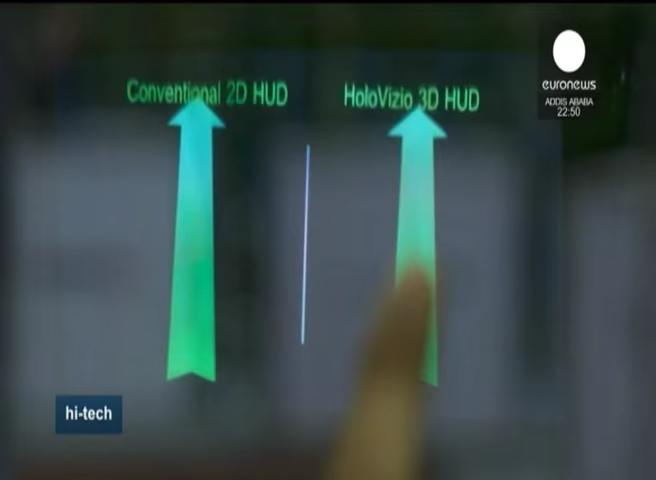 Conventional 2D HUD
HoloVizio 3D HUD
euronews
ADDIS ABABA
22:50
hi-tech